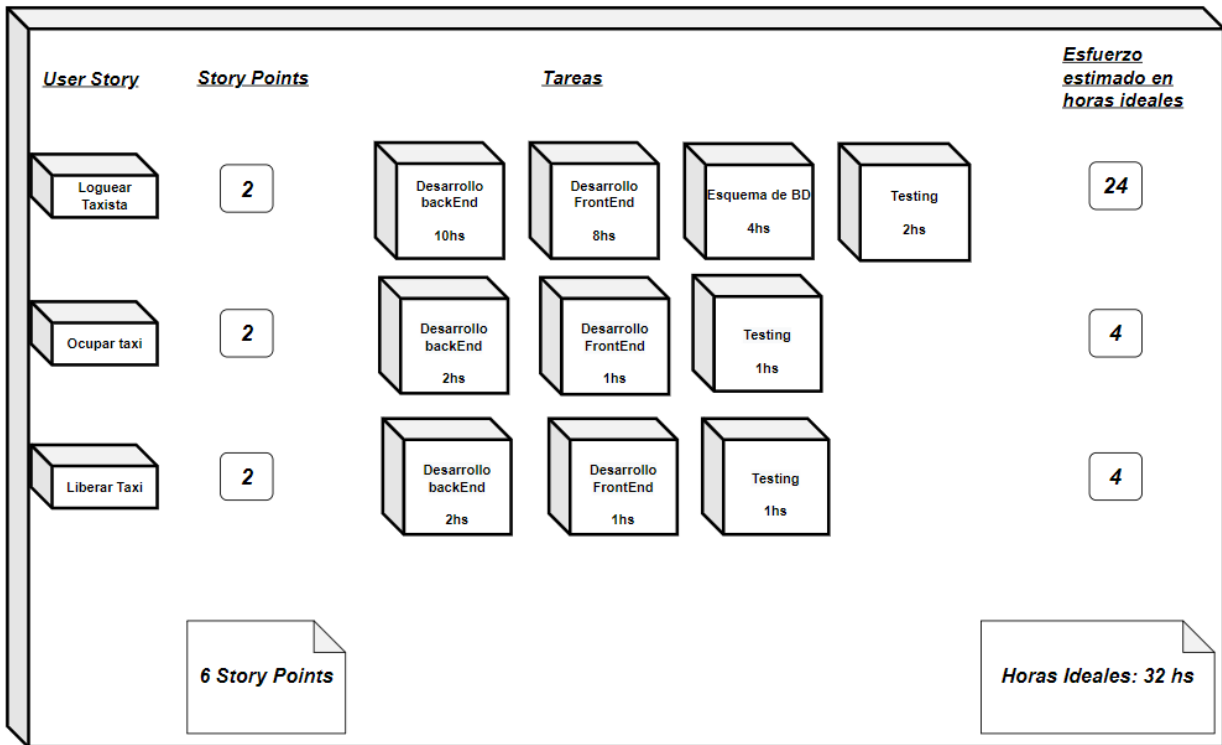 User Story
Story Points
Tareas
Esfuerzo
estimado en
horas ideales
Loguear
Taxista
2
Desarrollo
backEnd
10hs
Desarrollo
FrontEnd
8hs
Esquema de BD
4hs
Testing
2hs
24
Ocupar taxi
2
Desarrollo
backEnd
2hs
Desarrollo
FrontEnd
1hs
Testing
1hs
4
Liberar Taxi
2
Desarrollo
backEnd
2hs
Desarrollo
FrontEnd
1hs
Testing
1hs
4
6 Story Points
Horas Ideales: 32 hs